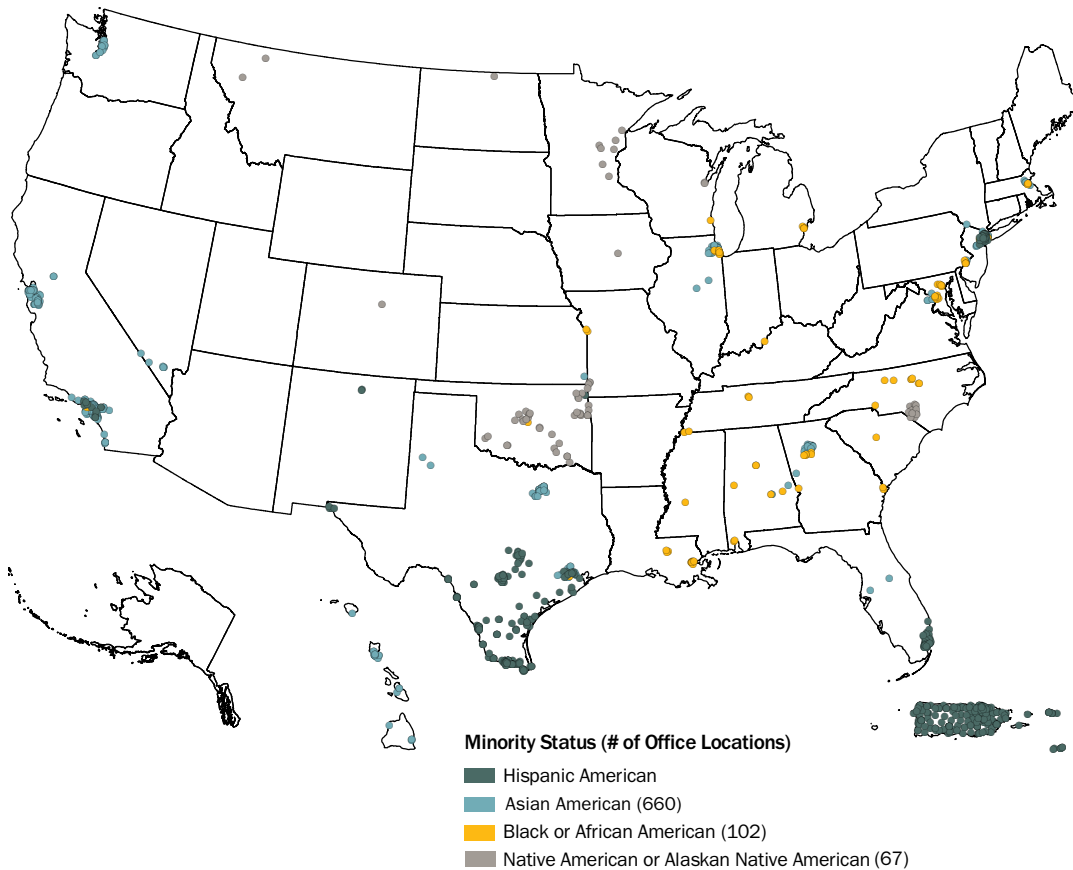 Minority Status (# of Office Locations)
Hispanic American
Asian American (660)
Black or African American (102)
Native American or Alaskan Native American (67)